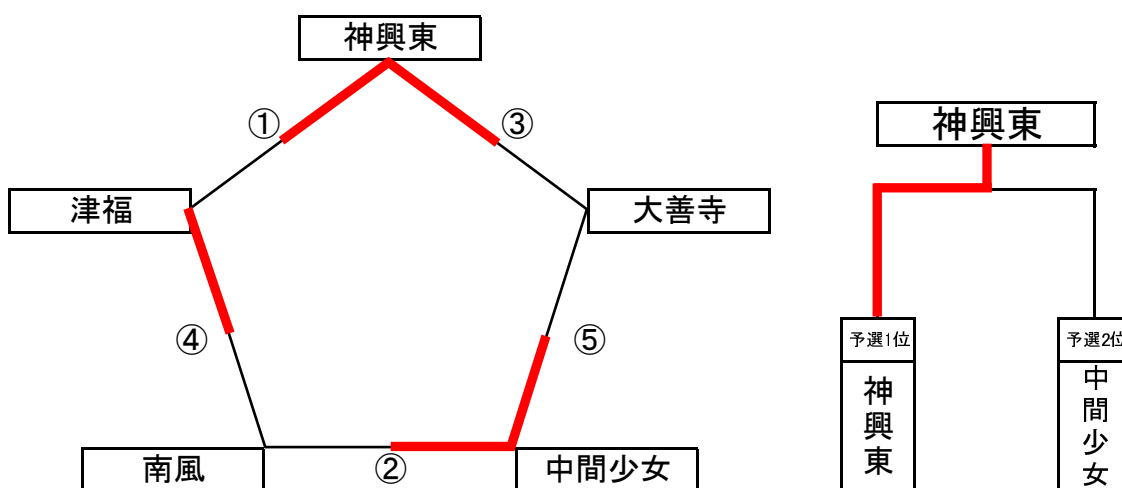 神興東
① ③
津福 大善寺
④ ⑤
南風 ② 中間少女
神興東
予選1位 予選2位
神興東 中間少女